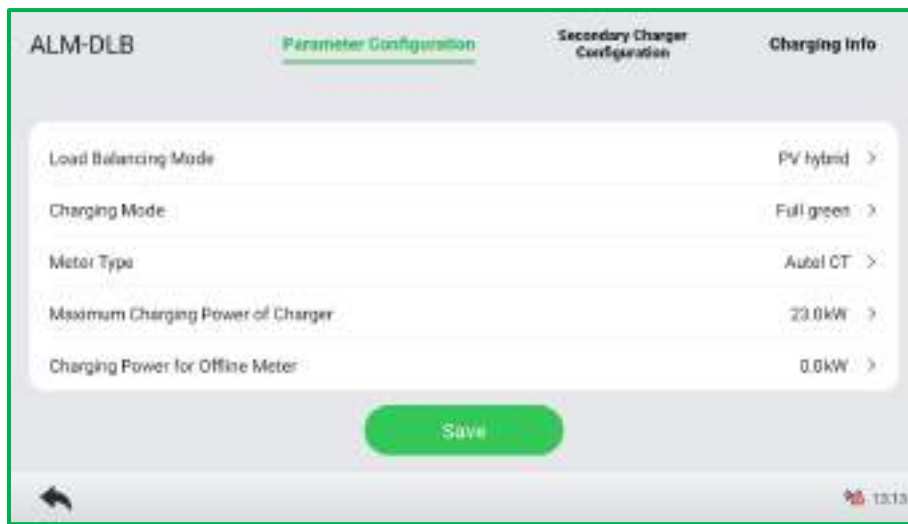 ALM-DLB
Parameter Configuration
Secondary Charger
Configuration
Charging Info
Load Balancing Mode
PV hybrid >
Charging Mode
Full green >
Meter Type
Autel CT >
Maximum Charging Power of Charger
23.0kW >
Charging Power for Offline Meter
0.0kW >
Save
13:13